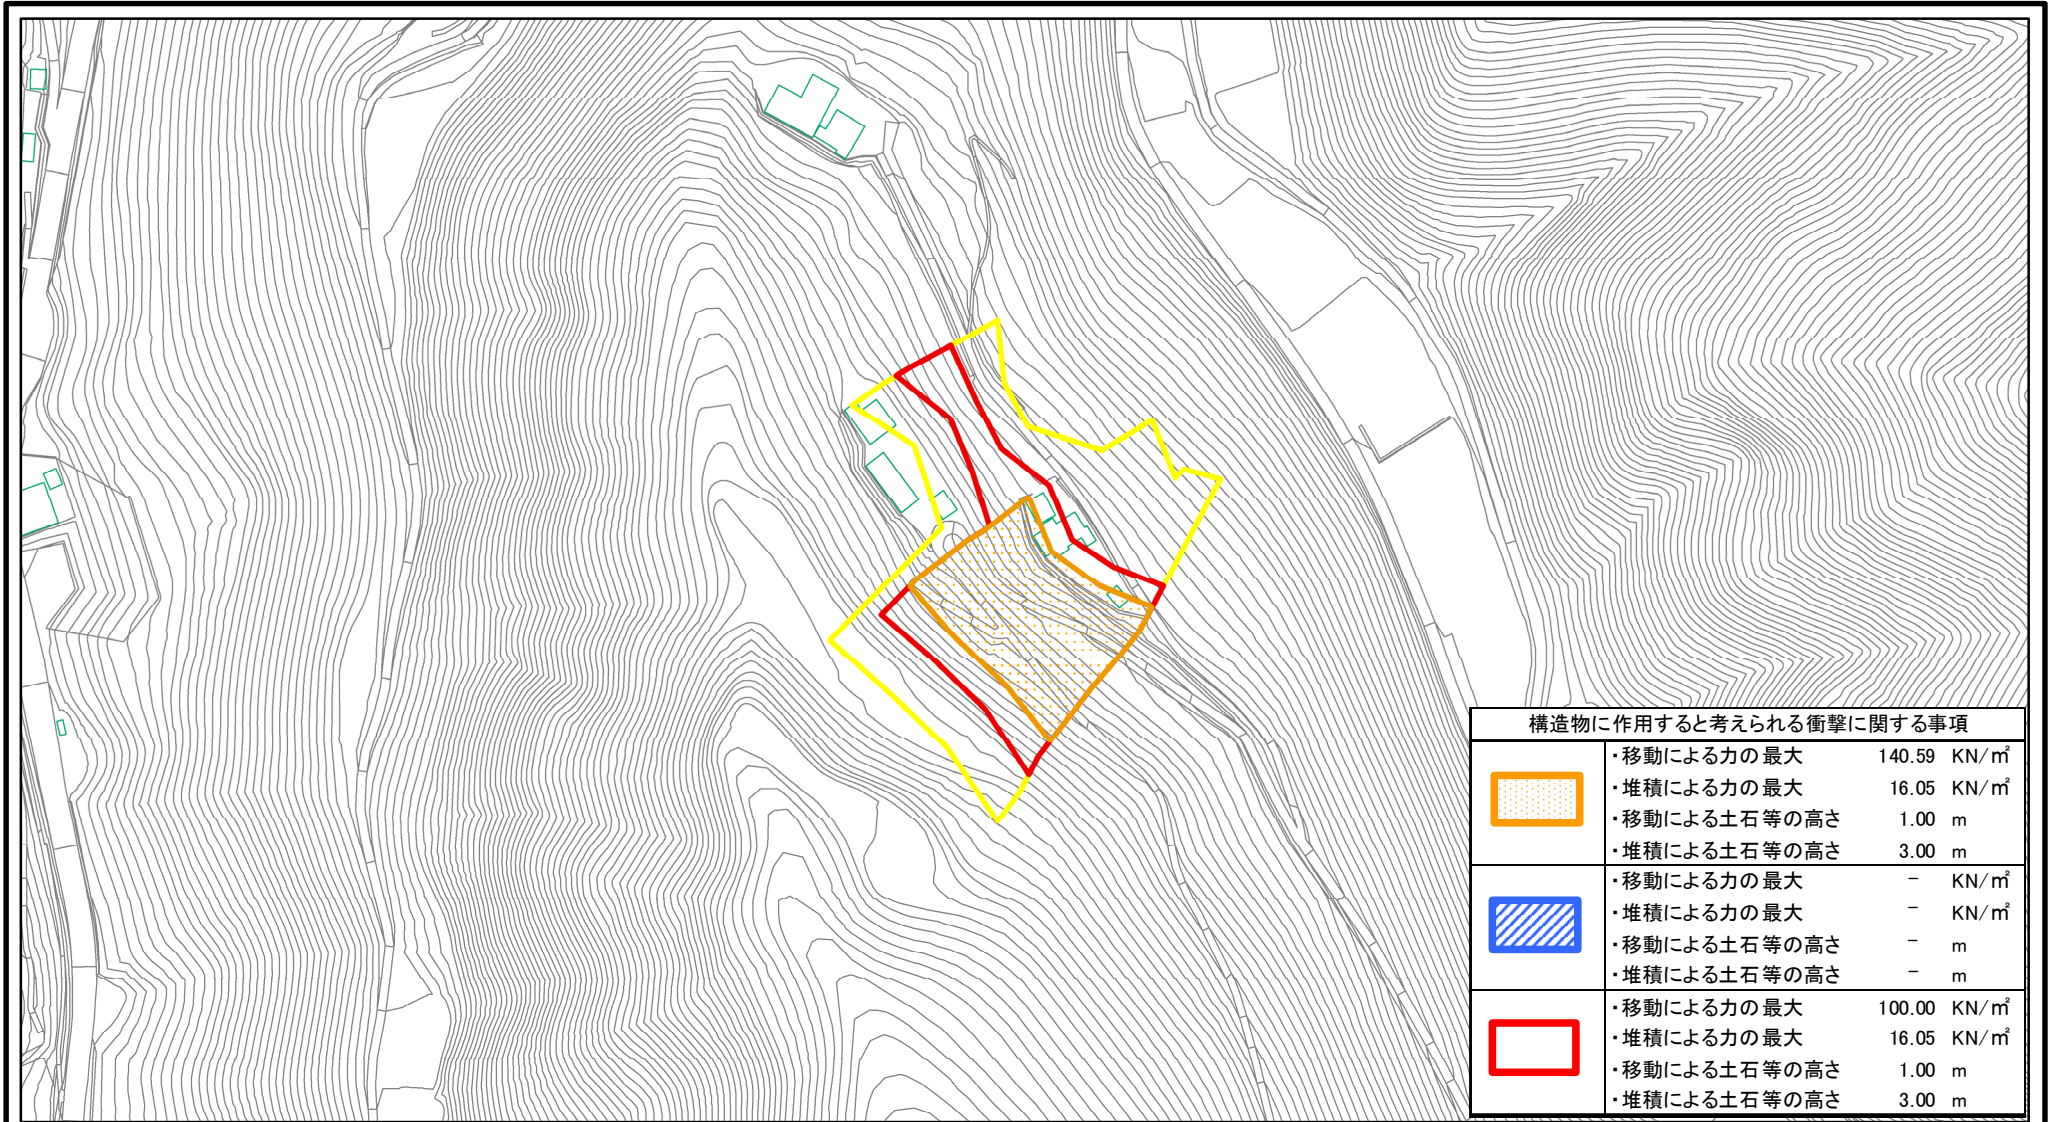 構造物に作用すると考えられる衝撃に関する事項
・移動による力の最大 140.59 KN/㎡
・堆積による力の最大 16.05 KN/㎡
・移動による土石等の高さ 1.00 m
・堆積による土石等の高さ 3.00 m
・移動による力の最大 － KN/㎡
・堆積による力の最大 － KN/㎡
・移動による土石等の高さ － m
・堆積による土石等の高さ － m
・移動による力の最大 100.00 KN/㎡
・堆積による力の最大 16.05 KN/㎡
・移動による土石等の高さ 1.00 m
・堆積による土石等の高さ 3.00 m